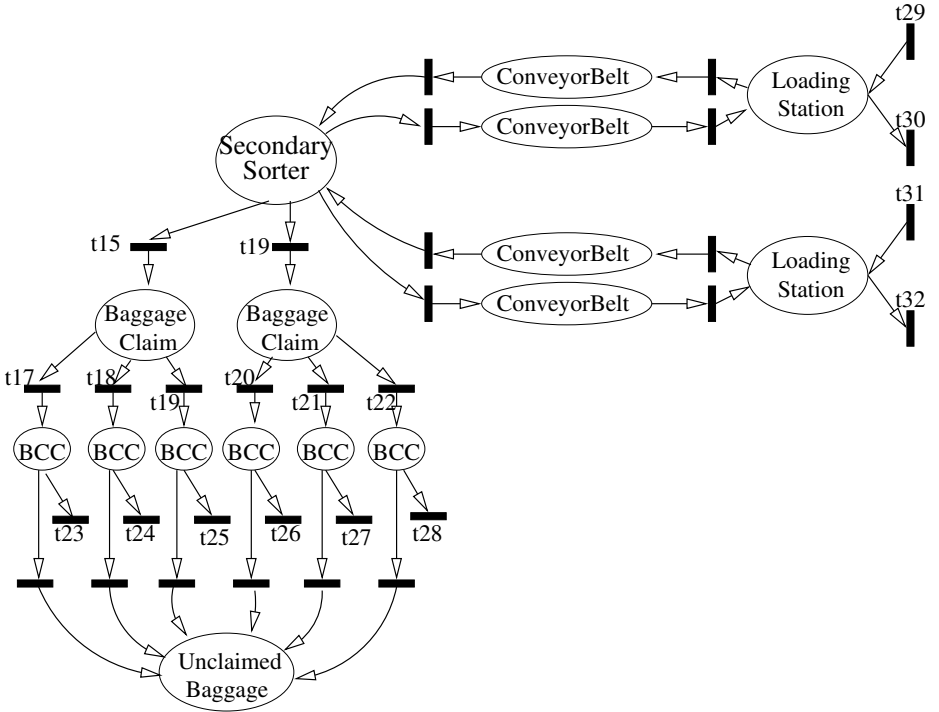 t29
ConveyorBelt
Loading
Station
ConveyorBelt
t30
Secondary
Sorter
t31
t15
t19
ConveyorBelt
Loading
Station
ConveyorBelt
t32
Baggage
Claim
Baggage
Claim
t17
t18
t19
t20
t21
t22
BCC
BCC
BCC
BCC
BCC
BCC
t23
t24
t25
t26
t27
t28
Unclaimed
Baggage